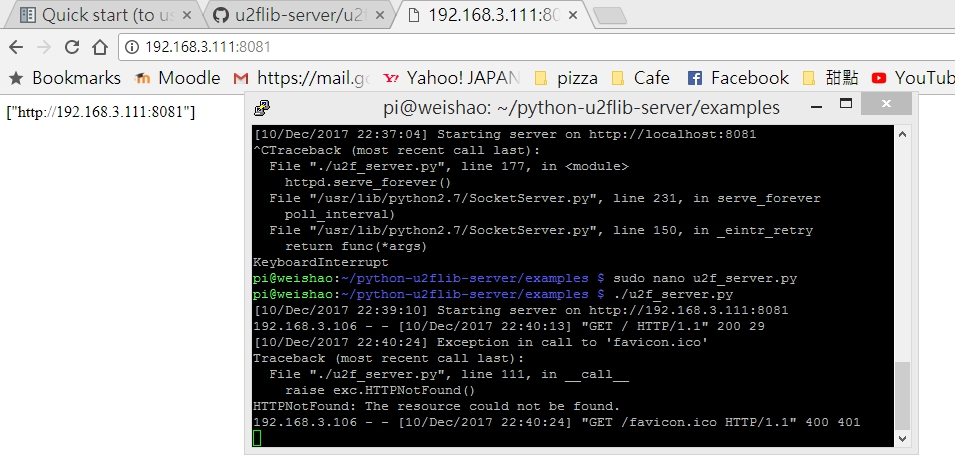 Quick start (to us
u2flib-server/u2f
192.168.3.111:80
192.168.3.111:8081
Bookmarks
Moodle
https://mail.go
Yahoo! JAPAN
pizza
Cafe
Facebook
甜點
YouTub
["http://192.168.3.111:8081"]
pi@weishao: ~/python-u2flib-server/examples
[10/Dec/2017 22:37:04] Starting server on http://localhost:8081
^CTraceback (most recent call last):
File "./u2f_server.py", line 177, in <module>
httpd.serve_forever()
File "/usr/lib/python2.7/SocketServer.py", line 231, in serve_forever
poll_interval)
File "/usr/lib/python2.7/SocketServer.py", line 150, in _eintr_retry
return func(*args)
KeyboardInterrupt
pi@weishao:~/python-u2flib-server/examples $ sudo nano u2f_server.py
pi@weishao:~/python-u2flib-server/examples $ ./u2f_server.py
[10/Dec/2017 22:39:10] Starting server on http://192.168.3.111:8081
192.168.3.106 - - [10/Dec/2017 22:40:13] "GET / HTTP/1.1" 200 29
[10/Dec/2017 22:40:24] Exception in call to 'favicon.ico'
Traceback (most recent call last):
File "./u2f_server.py", line 111, in __call__
raise exc.HTTPNotFound()
HTTPNotFound: The resource could not be found.
192.168.3.106 - - [10/Dec/2017 22:40:24] "GET /favicon.ico HTTP/1.1" 400 401